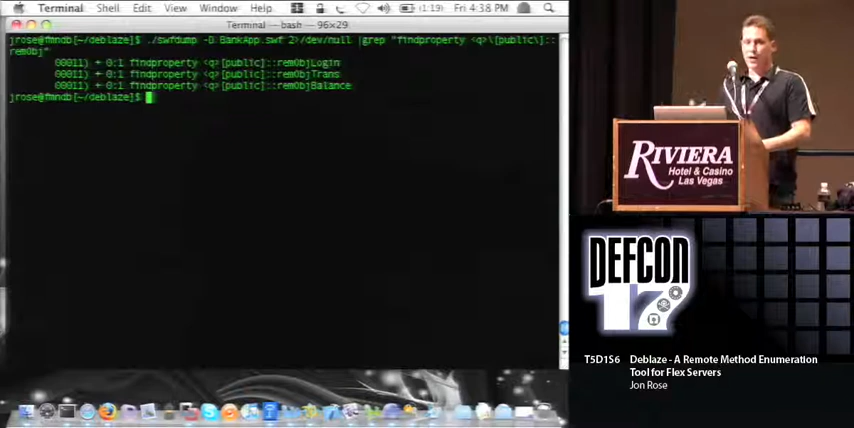 Terminal Shell Edit View Window Help (1:19) Fri 4:38 PM
Terminal — bash — 96×29
jrose@fmndb[~/deblaze]$ ./swfdump -D BankApp.swf 2>/dev/null |grep "findproperty <q>\[public\]::
remObj"
00011) + 0:1 findproperty <q>[public]::remObjLogin
00011) + 0:1 findproperty <q>[public]::remObjTrans
00011) + 0:1 findproperty <q>[public]::remObjBalance
jrose@fmndb[~/deblaze]$
RIVIERA
Hotel & Casino
Las Vegas
DEFCON
17
T5D1S6 Deblaze - A Remote Method Enumeration
Tool for Flex Servers
Jon Rose